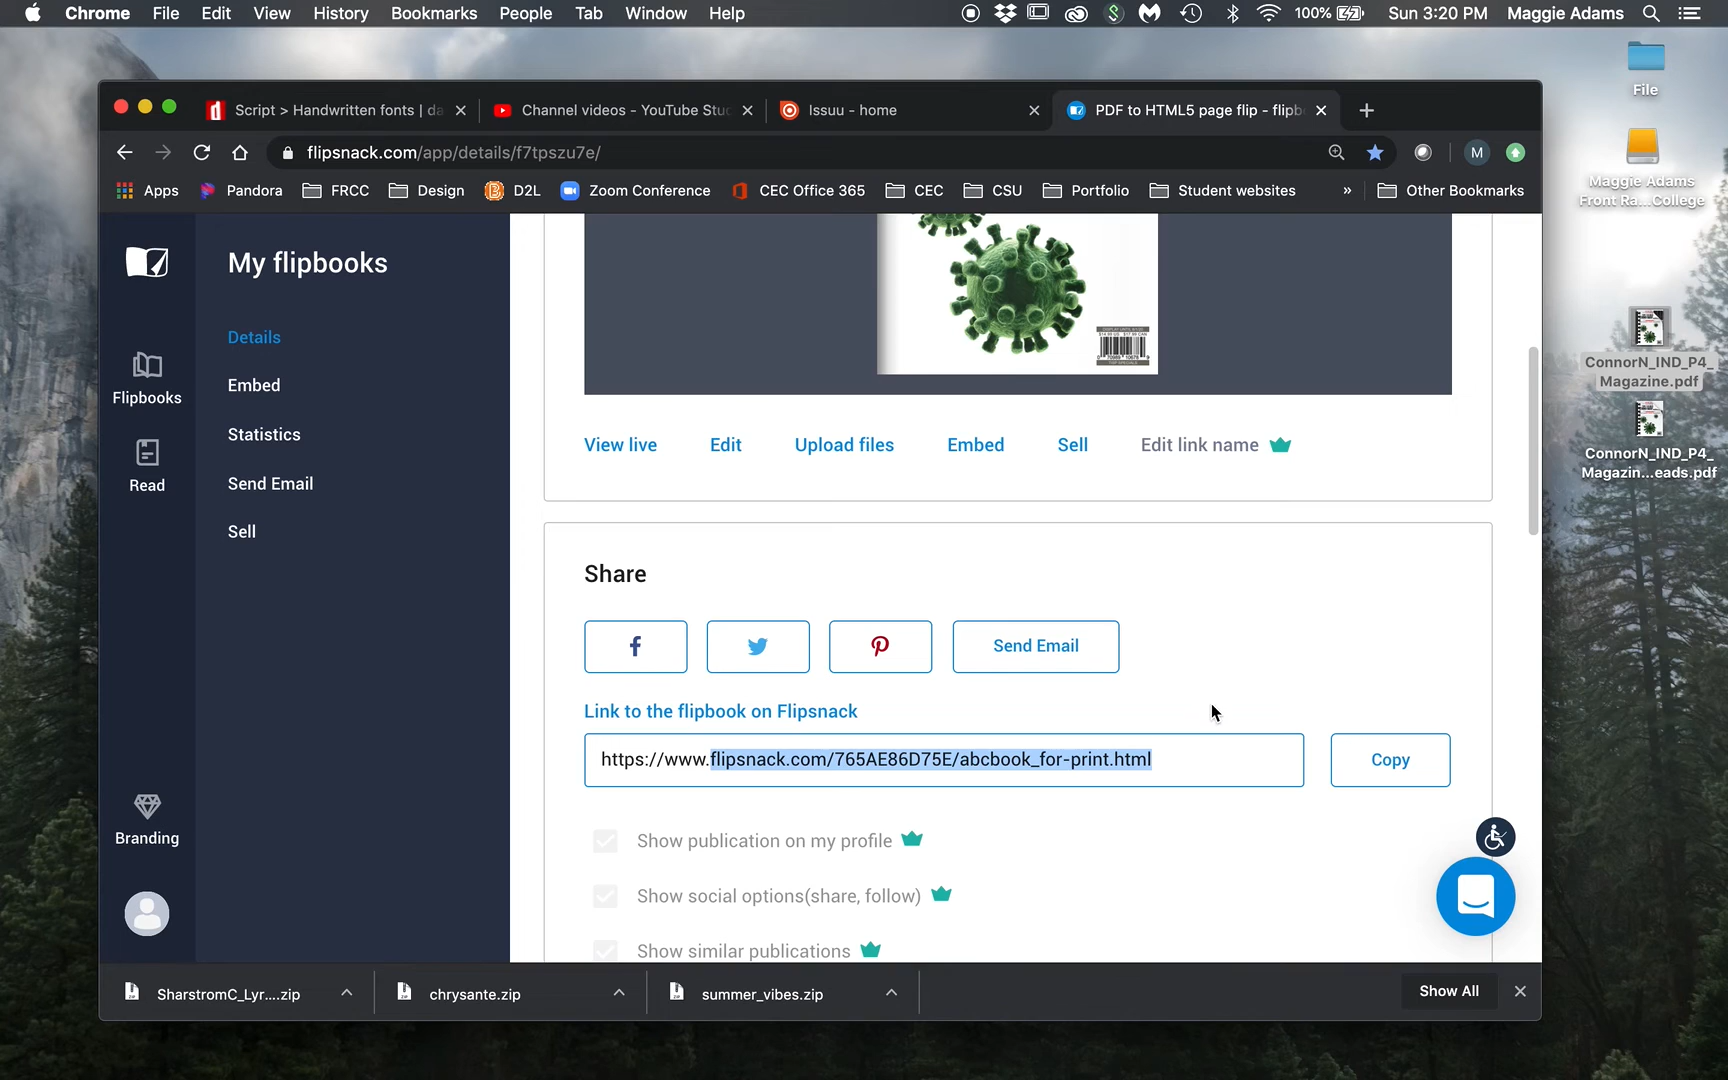 Chrome File Edit View History Bookmarks People Tab Window Help 100% Sun 3:20 PM Maggie Adams
File
Script > Handwritten fonts | da
Channel videos - YouTube Stu
Issuu - home
PDF to HTML5 page flip - flipb
flipsnack.com/app/details/f7tpszu7e/
M
Apps Pandora FRCC Design D2L Zoom Conference CEC Office 365 CEC CSU Portfolio Student websites » Other Bookmarks
Maggie Adams
Front Ra...College
My flipbooks
Details
Embed
Statistics
Send Email
Sell
Flipbooks
Read
Branding
ConnorN_IND_P4_
Magazine.pdf
ConnorN_IND_P4_
Magazin...eads.pdf
View live Edit Upload files Embed Sell Edit link name
Share
Send Email
Link to the flipbook on Flipsnack
https://www.flipsnack.com/765AE86D75E/abcbook_for-print.html
Copy
Show publication on my profile
Show social options(share, follow)
Show similar publications
SharstromC_Lyr....zip
chrysante.zip
summer_vibes.zip
Show All